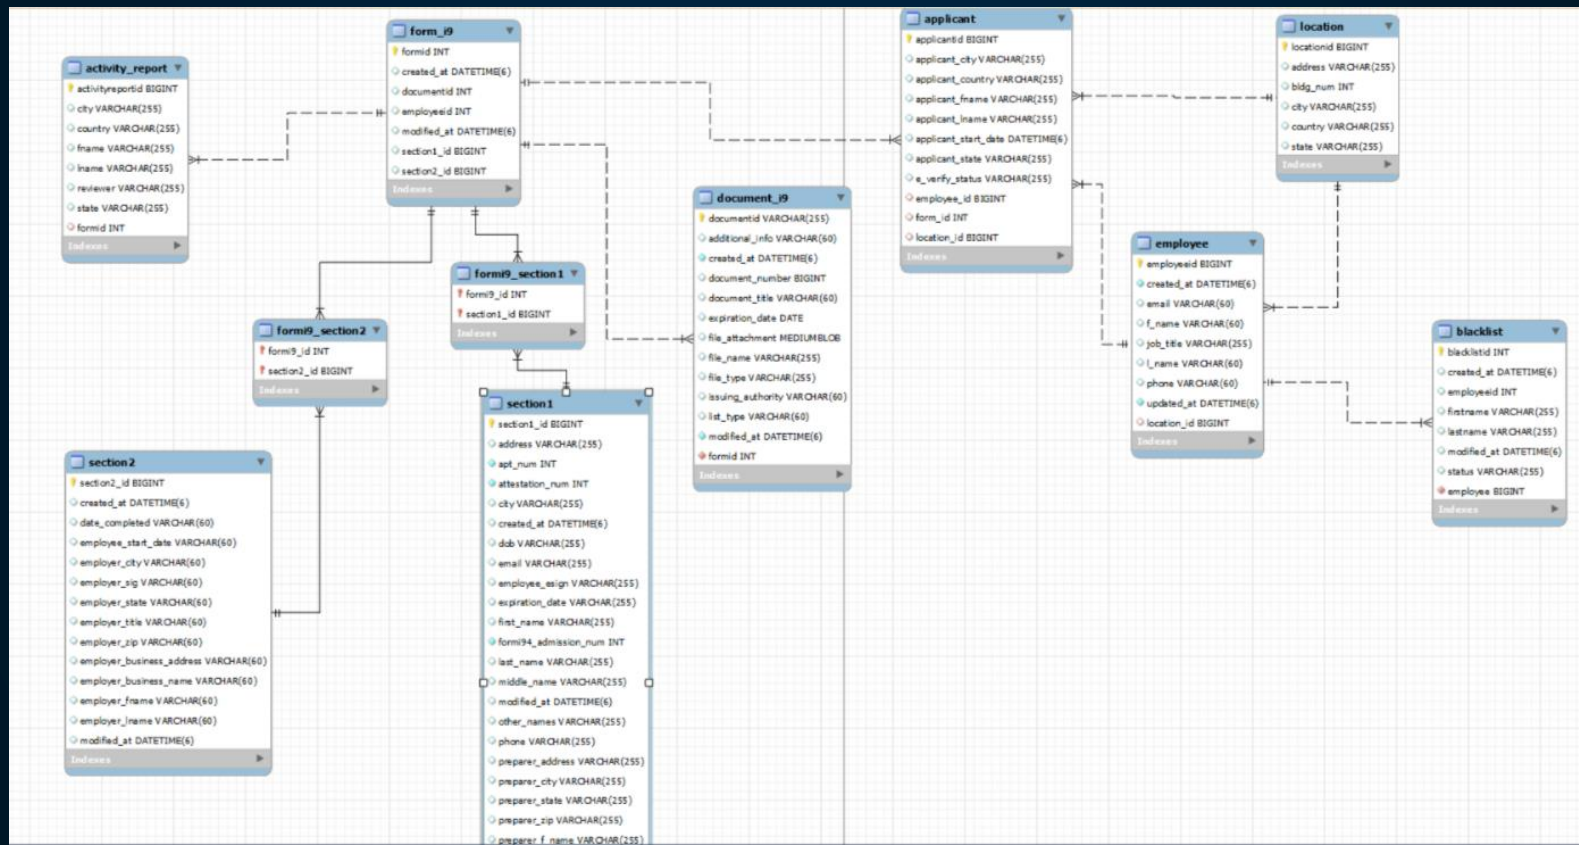 activity_report
activityreportid BIGINT
city VARCHAR(255)
country VARCHAR(255)
fname VARCHAR(255)
lname VARCHAR(255)
reviewer VARCHAR(255)
state VARCHAR(255)
formid INT
Indexes
form_i9
formid INT
created_at DATETIME(6)
documentid INT
employeeid INT
modified_at DATETIME(6)
section1_id BIGINT
section2_id BIGINT
Indexes
applicant
applicantid BIGINT
applicant_city VARCHAR(255)
applicant_country VARCHAR(255)
applicant_fname VARCHAR(255)
applicant_lname VARCHAR(255)
applicant_start_date DATETIME(6)
applicant_state VARCHAR(255)
e_verify_status VARCHAR(255)
employee_id BIGINT
form_id INT
location_id BIGINT
Indexes
location
locationid BIGINT
address VARCHAR(255)
bldg_num INT
city VARCHAR(255)
country VARCHAR(255)
state VARCHAR(255)
Indexes
document_i9
documentid VARCHAR(255)
additional_info VARCHAR(60)
created_at DATETIME(6)
document_number BIGINT
document_title VARCHAR(60)
expiration_date DATE
file_attachment MEDIUMBLOB
file_name VARCHAR(255)
file_type VARCHAR(255)
issuing_authority VARCHAR(60)
list_type VARCHAR(60)
modified_at DATETIME(6)
formid INT
Indexes
employee
employeeid BIGINT
created_at DATETIME(6)
email VARCHAR(60)
f_name VARCHAR(60)
job_title VARCHAR(255)
l_name VARCHAR(60)
phone VARCHAR(60)
updated_at DATETIME(6)
location_id BIGINT
Indexes
blacklist
blacklistid INT
created_at DATETIME(6)
employeeid INT
firstname VARCHAR(255)
lastname VARCHAR(255)
modified_at DATETIME(6)
status VARCHAR(255)
employee BIGINT
Indexes
formi9_section1
formi9_id INT
section1_id BIGINT
Indexes
formi9_section2
formi9_id INT
section2_id BIGINT
Indexes
section2
section2_id BIGINT
created_at DATETIME(6)
date_completed VARCHAR(60)
employee_start_date VARCHAR(60)
employer_city VARCHAR(60)
employer_sig VARCHAR(60)
employer_state VARCHAR(60)
employer_title VARCHAR(60)
employer_zip VARCHAR(60)
employer_business_address VARCHAR(60)
employer_business_name VARCHAR(60)
employer_fname VARCHAR(60)
employer_lname VARCHAR(60)
modified_at DATETIME(6)
Indexes
section1
section1_id BIGINT
address VARCHAR(255)
apt_num INT
attestation_num INT
city VARCHAR(255)
created_at DATETIME(6)
dob VARCHAR(255)
email VARCHAR(255)
employee_esign VARCHAR(255)
expiration_date VARCHAR(255)
first_name VARCHAR(255)
formi94_admission_num INT
last_name VARCHAR(255)
middle_name VARCHAR(255)
modified_at DATETIME(6)
other_names VARCHAR(255)
phone VARCHAR(255)
preparer_address VARCHAR(255)
preparer_city VARCHAR(255)
preparer_state VARCHAR(255)
preparer_zip VARCHAR(255)
preparer_f_name VARCHAR(255)